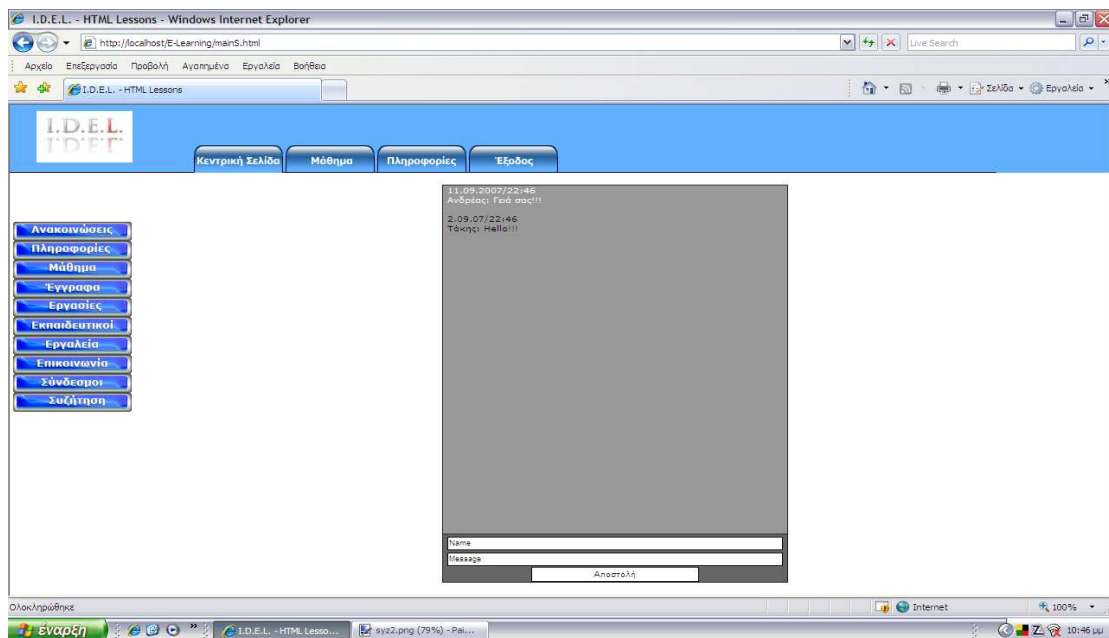 I.D.E.L. - HTML Lessons - Windows Internet Explorer
http://localhost/E-Learning/mainS.html
Live Search
Αρχείο Επεξεργασία Προβολή Αγαπημένα Εργαλεία Βοήθεια
I.D.E.L. - HTML Lessons
Σελίδα Εργαλεία
I.D.E.L.
Κεντρική Σελίδα Μάθημα Πληροφορίες Έξοδος
11.09.2007/22:46
Ανδρέας: Γειά σας!!!
2.09.07/22:46
Τάκης: Hello!!!
Ανακοινώσεις
Πληροφορίες
Μάθημα
Έγγραφα
Εργασίες
Εκπαιδευτικοί
Εργαλεία
Επικοινωνία
Σύνδεσμοι
Συζήτηση
Name
Message
Αποστολή
Ολοκληρώθηκε
Internet
100%
έναρξη
I.D.E.L. - HTML Lesso...
syz2.png (79%) - Pai...
10:46 μμ